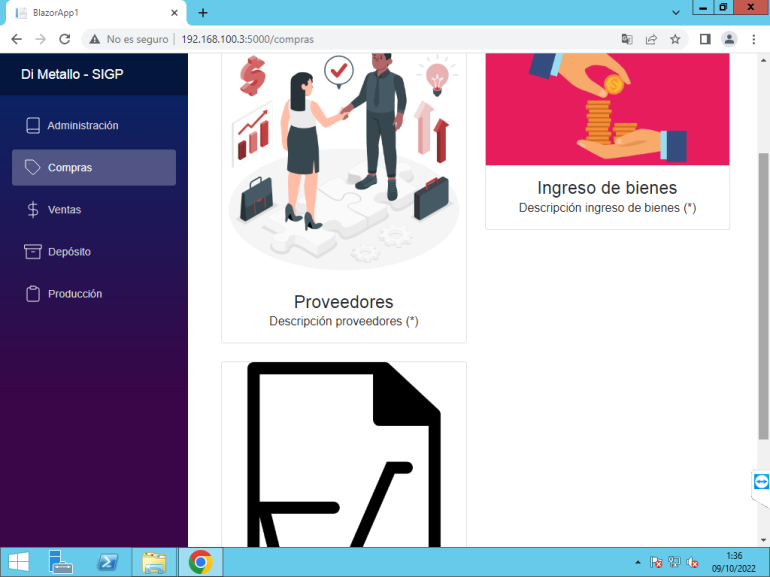 BlazorApp1
No es seguro
192.168.100.3:5000/compras
Di Metallo - SIGP
Administración
Compras
Ventas
Depósito
Producción
$
Proveedores
Descripción proveedores (*)
Ingreso de bienes
Descripción ingreso de bienes (*)
1:36
09/10/2022